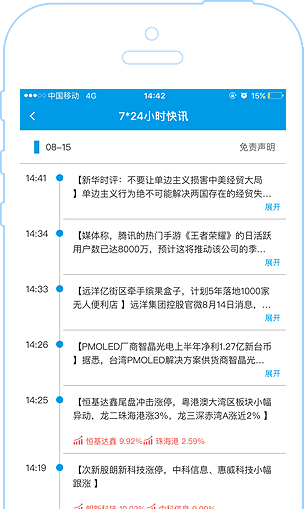 中国移动 4G 14:42 15%
7*24小时快讯
08-15 免责声明
14:41 【新华时评：不要让单边主义损害中美经贸大局
】单边主义行为绝不可能解决两国存在的经贸失...
展开
14:34 【媒体称，腾讯的热门手游《王者荣耀》的日活跃
用户数已达8000万，预计这将推动该公司的季...
展开
14:33 【远洋亿街区牵手缤果盒子，计划5年落地1000家
无人便利店 】远洋集团控股官微8月14日消息，...
展开
14:26 【PMOLED厂商智晶光电上半年净利1.27亿新台币
】据悉，台湾PMOLED解决方案供货商智晶光...
展开
14:25 【恒基达鑫尾盘冲击涨停，粤港澳大湾区板块小幅
异动，龙二珠海港涨3%，龙三深赤湾A涨近2% 】
恒基达鑫 9.92% 珠海港 2.59%
14:19 【次新股朗新科技涨停，中科信息、惠威科技小幅
跟涨 】
朗新科技 10.03% 中科信息 9.99%